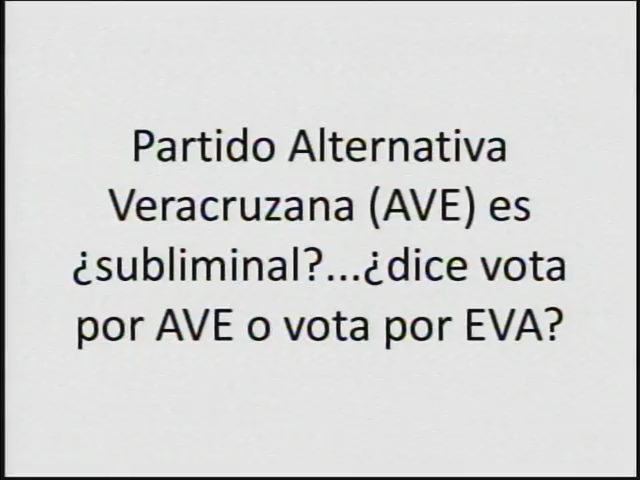 Partido Alternativa
Veracruzana (AVE) es
¿subliminal?...¿dice vota
por AVE o vota por EVA?